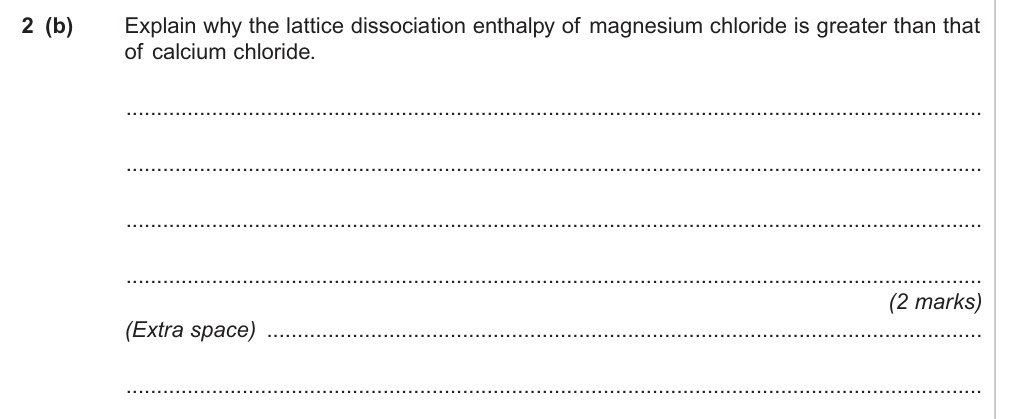 2 (b) Explain why the lattice dissociation enthalpy of magnesium chloride is greater than that
of calcium chloride.
(2 marks)
(Extra space)